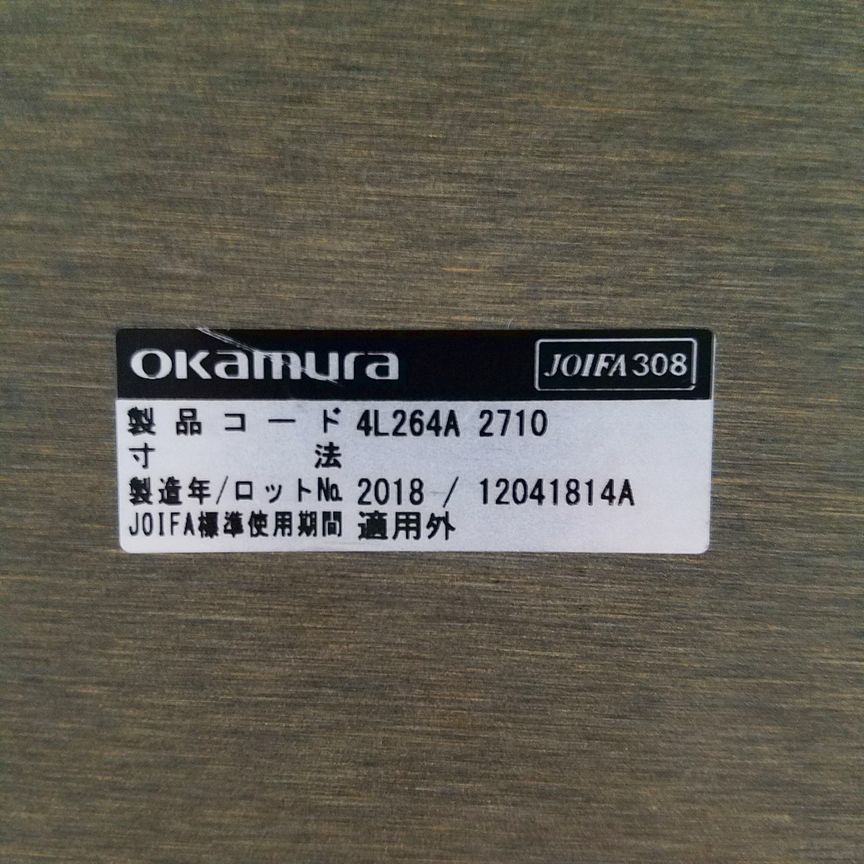 okamura JOIFA308
製品コード 4L264A 2710
寸法
製造年/ロット№ 2018 / 12041814A
JOIFA標準使用期間 適用外